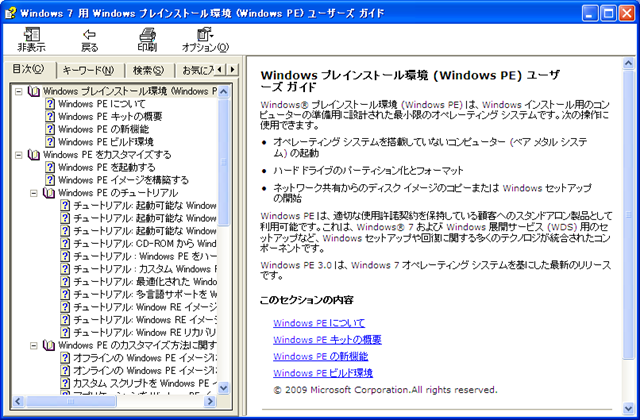 Windows 7 用 Windows プレインストール環境 (Windows PE) ユーザーズ ガイド
非表示 戻る 印刷 オプション(O)
目次(C) キーワード(N) 検索(S) お気に入
Windows プレインストール環境 (Windows P
Windows PE について
Windows PE キットの概要
Windows PE の新機能
Windows PE ビルド環境
Windows PE をカスタマイズする
Windows PE を起動する
Windows PE イメージを構築する
Windows PE のチュートリアル
チュートリアル: 起動可能な Window
チュートリアル: 起動可能な Window
チュートリアル: 起動可能な Window
チュートリアル: CD-ROM から Wind
チュートリアル : Windows PE をハー
チュートリアル : カスタム Windows F
チュートリアル: 最適化された Windo
チュートリアル: 多言語サポートを W
チュートリアル: Window RE イメージ
チュートリアル: Windows RE イメー
チュートリアル: Window RE リカバリ
Windows PE のカスタマイズ方法に関す
オフラインの Windows PE イメージに
オンラインの Windows PE イメージに
カスタム スクリプトを Windows PE
Windows プレインストール環境 (Windows PE) ユーザ
ーズ ガイド
Windows® プレインストール環境 (Windows PE) は、Windows インストール用のコン
ピューターの準備用に設計された最小限のオペレーティング システムです。次の操作に
使用できます。
• オペレーティング システムを搭載していないコンピューター (ベア メタル システ
ム) の起動
• ハード ドライブのパーティション化とフォーマット
• ネットワーク共有からのディスク イメージのコピーまたは Windows セットアップ
の開始
Windows PE は、適切な使用許諾契約を保持している顧客へのスタンドアロン製品として
利用可能です。これは、Windows® 7 および Windows 展開サービス (WDS) 用のセ
ットアップなど、Windows セットアップや回復に関する多くのテクノロジが統合されたコン
ポーネントです。
Windows PE 3.0 は、Windows 7 オペレーティング システムを基にした最新のリリース
です。
このセクションの内容
Windows PE について
Windows PE キットの概要
Windows PE の新機能
Windows PE ビルド環境
© 2009 Microsoft Corporation.All rights reserved.